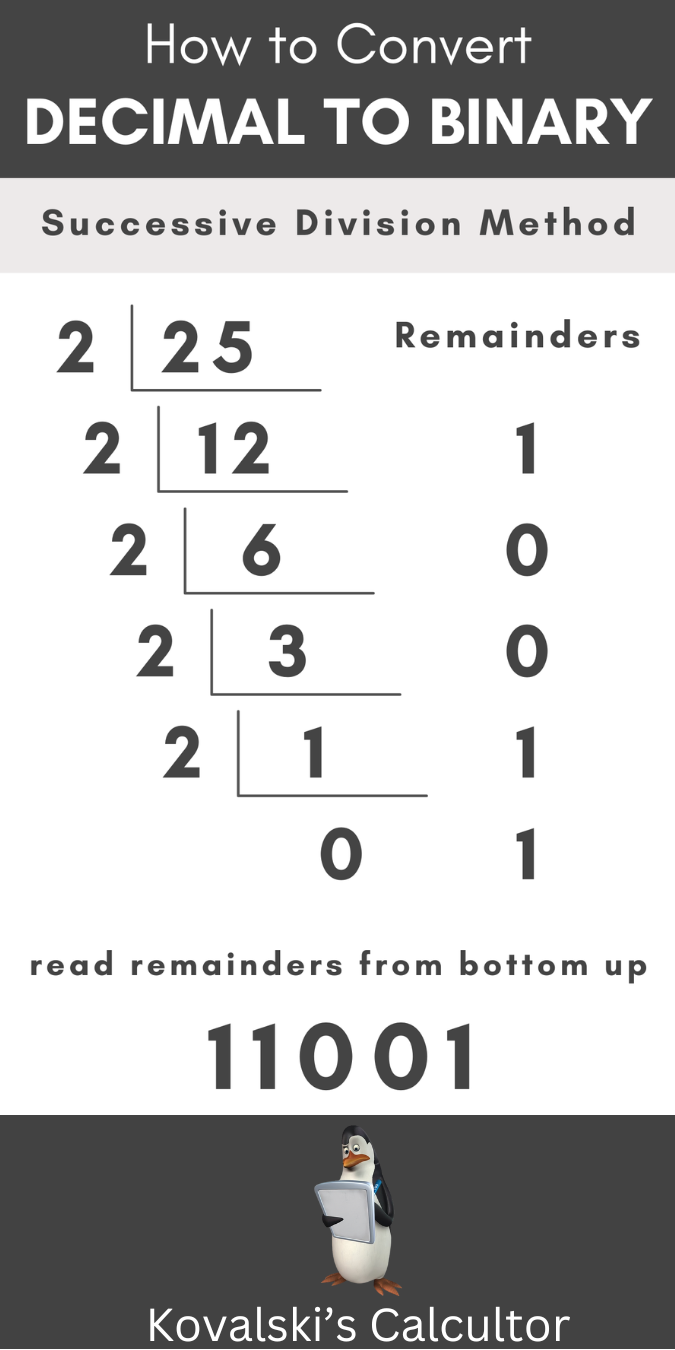 How to Convert
DECIMAL TO BINARY
Successive Division Method
2 25 Remainders
2 12 1
2 6 0
2 3 0
2 1 1
0 1
read remainders from bottom up
11001
Kovalski’s Calcultor